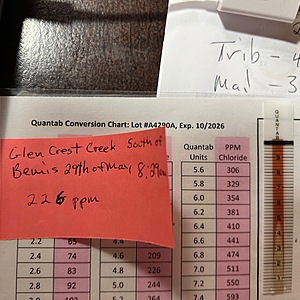 Trib - 4
Mal - 3
Quantab Conversion Chart: Lot #A4290A, Exp. 10/2026
Glen Crest Creek South of
Bemis 29th of May, 8:29am
226 ppm
Quantab Units
PPM Chloride
5.6 306
5.8 329
6.0 354
6.2 381
6.4 410
2.2 65 4.4 6.6 441
2.4 74 4.6 209 6.8 474
2.6 83 4.8 226 7.0 511
2.8 92 5.0 244 7.2 550
7.4 593
QUANTAB